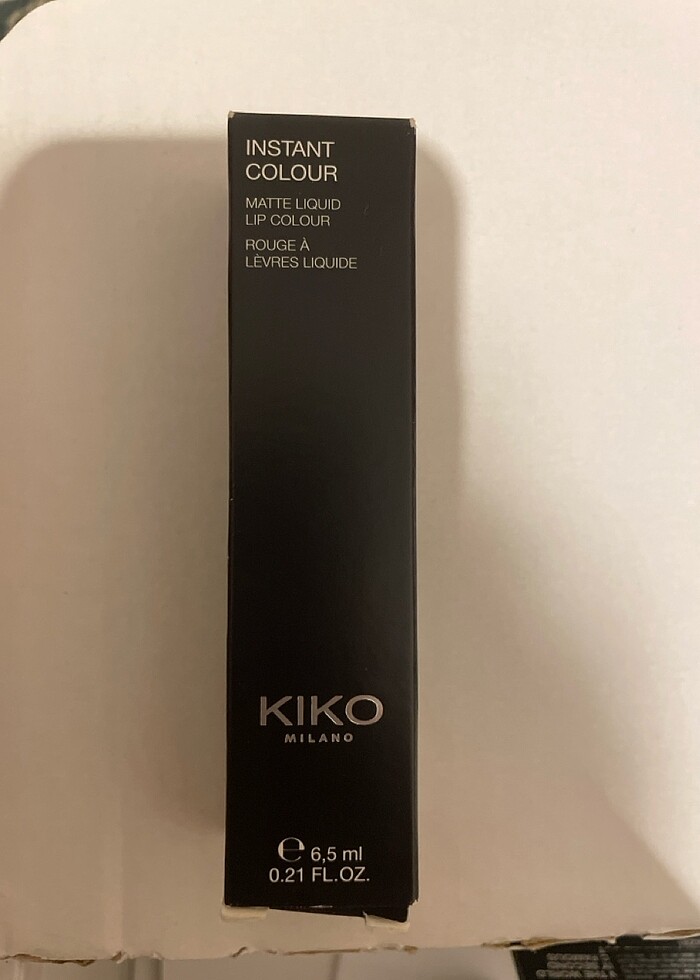 INSTANT
COLOUR
MATTE LIQUID
LIP COLOUR
ROUGE À
LÈVRES LIQUIDE
KIKO
MILANO
℮ 6,5 ml
0.21 FL.OZ.